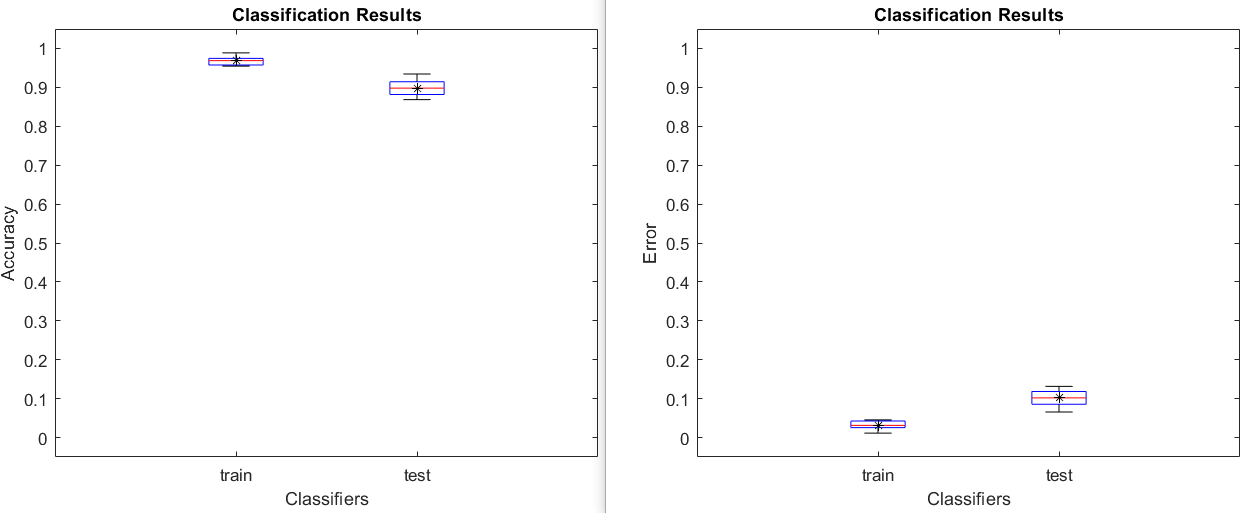 Classification Results
1
0.9
0.8
0.7
0.6
0.5
0.4
0.3
0.2
0.1
0
Accuracy
train test
Classifiers
Classification Results
1
0.9
0.8
0.7
0.6
0.5
0.4
0.3
0.2
0.1
0
Error
train test
Classifiers